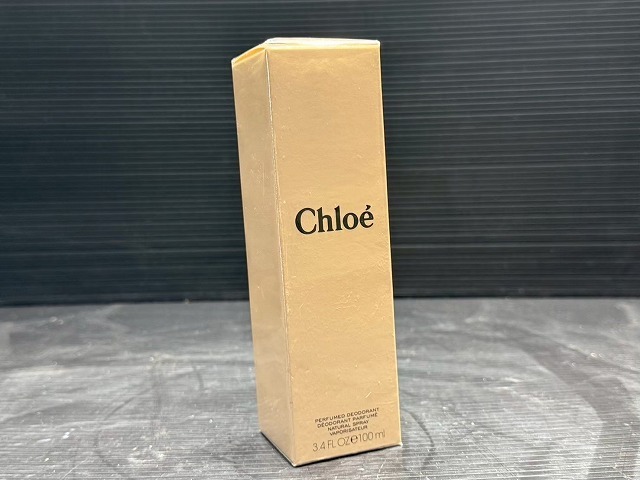 Chloé
PERFUMED DEODORANT
DÉODORANT PARFUMÉ
NATURAL SPRAY
VAPORISATEUR
3.4 FL OZ e 100 ml